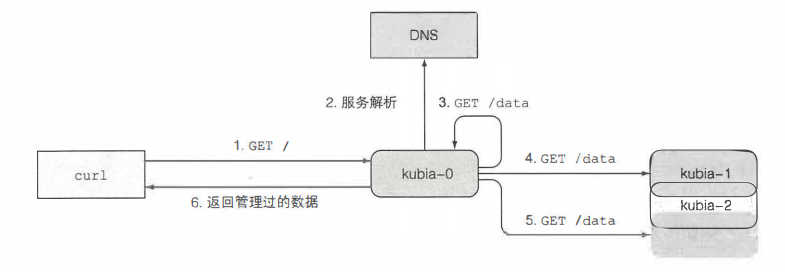 DNS
2. 服务解析
3. GET /data
1. GET /
4. GET /data
curl
kubia-0
kubia-1
kubia-2
6. 返回管理过的数据
5. GET /data